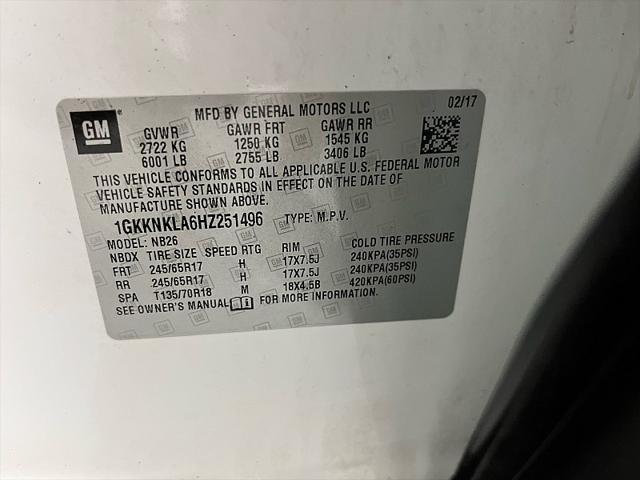 MFD BY GENERAL MOTORS LLC 02/17
GM
GVWR GAWR FRT GAWR RR
2722 KG 1250 KG 1545 KG
6001 LB 2755 LB 3406 LB
THIS VEHICLE CONFORMS TO ALL APPLICABLE U.S. FEDERAL MOTOR
VEHICLE SAFETY STANDARDS IN EFFECT ON THE DATE OF
MANUFACTURE SHOWN ABOVE.
1GKKNKLA6HZ251496 TYPE: M.P.V.
MODEL: NB26
NBDX TIRE SIZE SPEED RTG RIM COLD TIRE PRESSURE
FRT 245/65R17 H 17X7.5J 240KPA(35PSI)
RR 245/65R17 H 17X7.5J 240KPA(35PSI)
SPA T135/70R18 M 18X4.5B 420KPA(60PSI)
SEE OWNER'S MANUAL FOR MORE INFORMATION